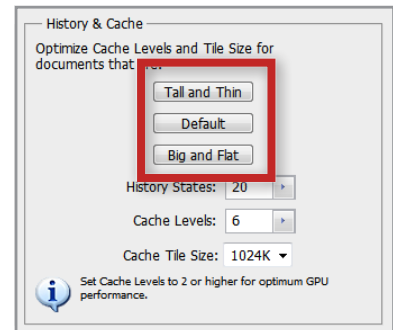 History & Cache
Optimize Cache Levels and Tile Size for
documents that
Tall and Thin
Default
Big and Flat
History States: 20
Cache Levels: 6
Cache Tile Size: 1024K
Set Cache Levels to 2 or higher for optimum GPU
performance.